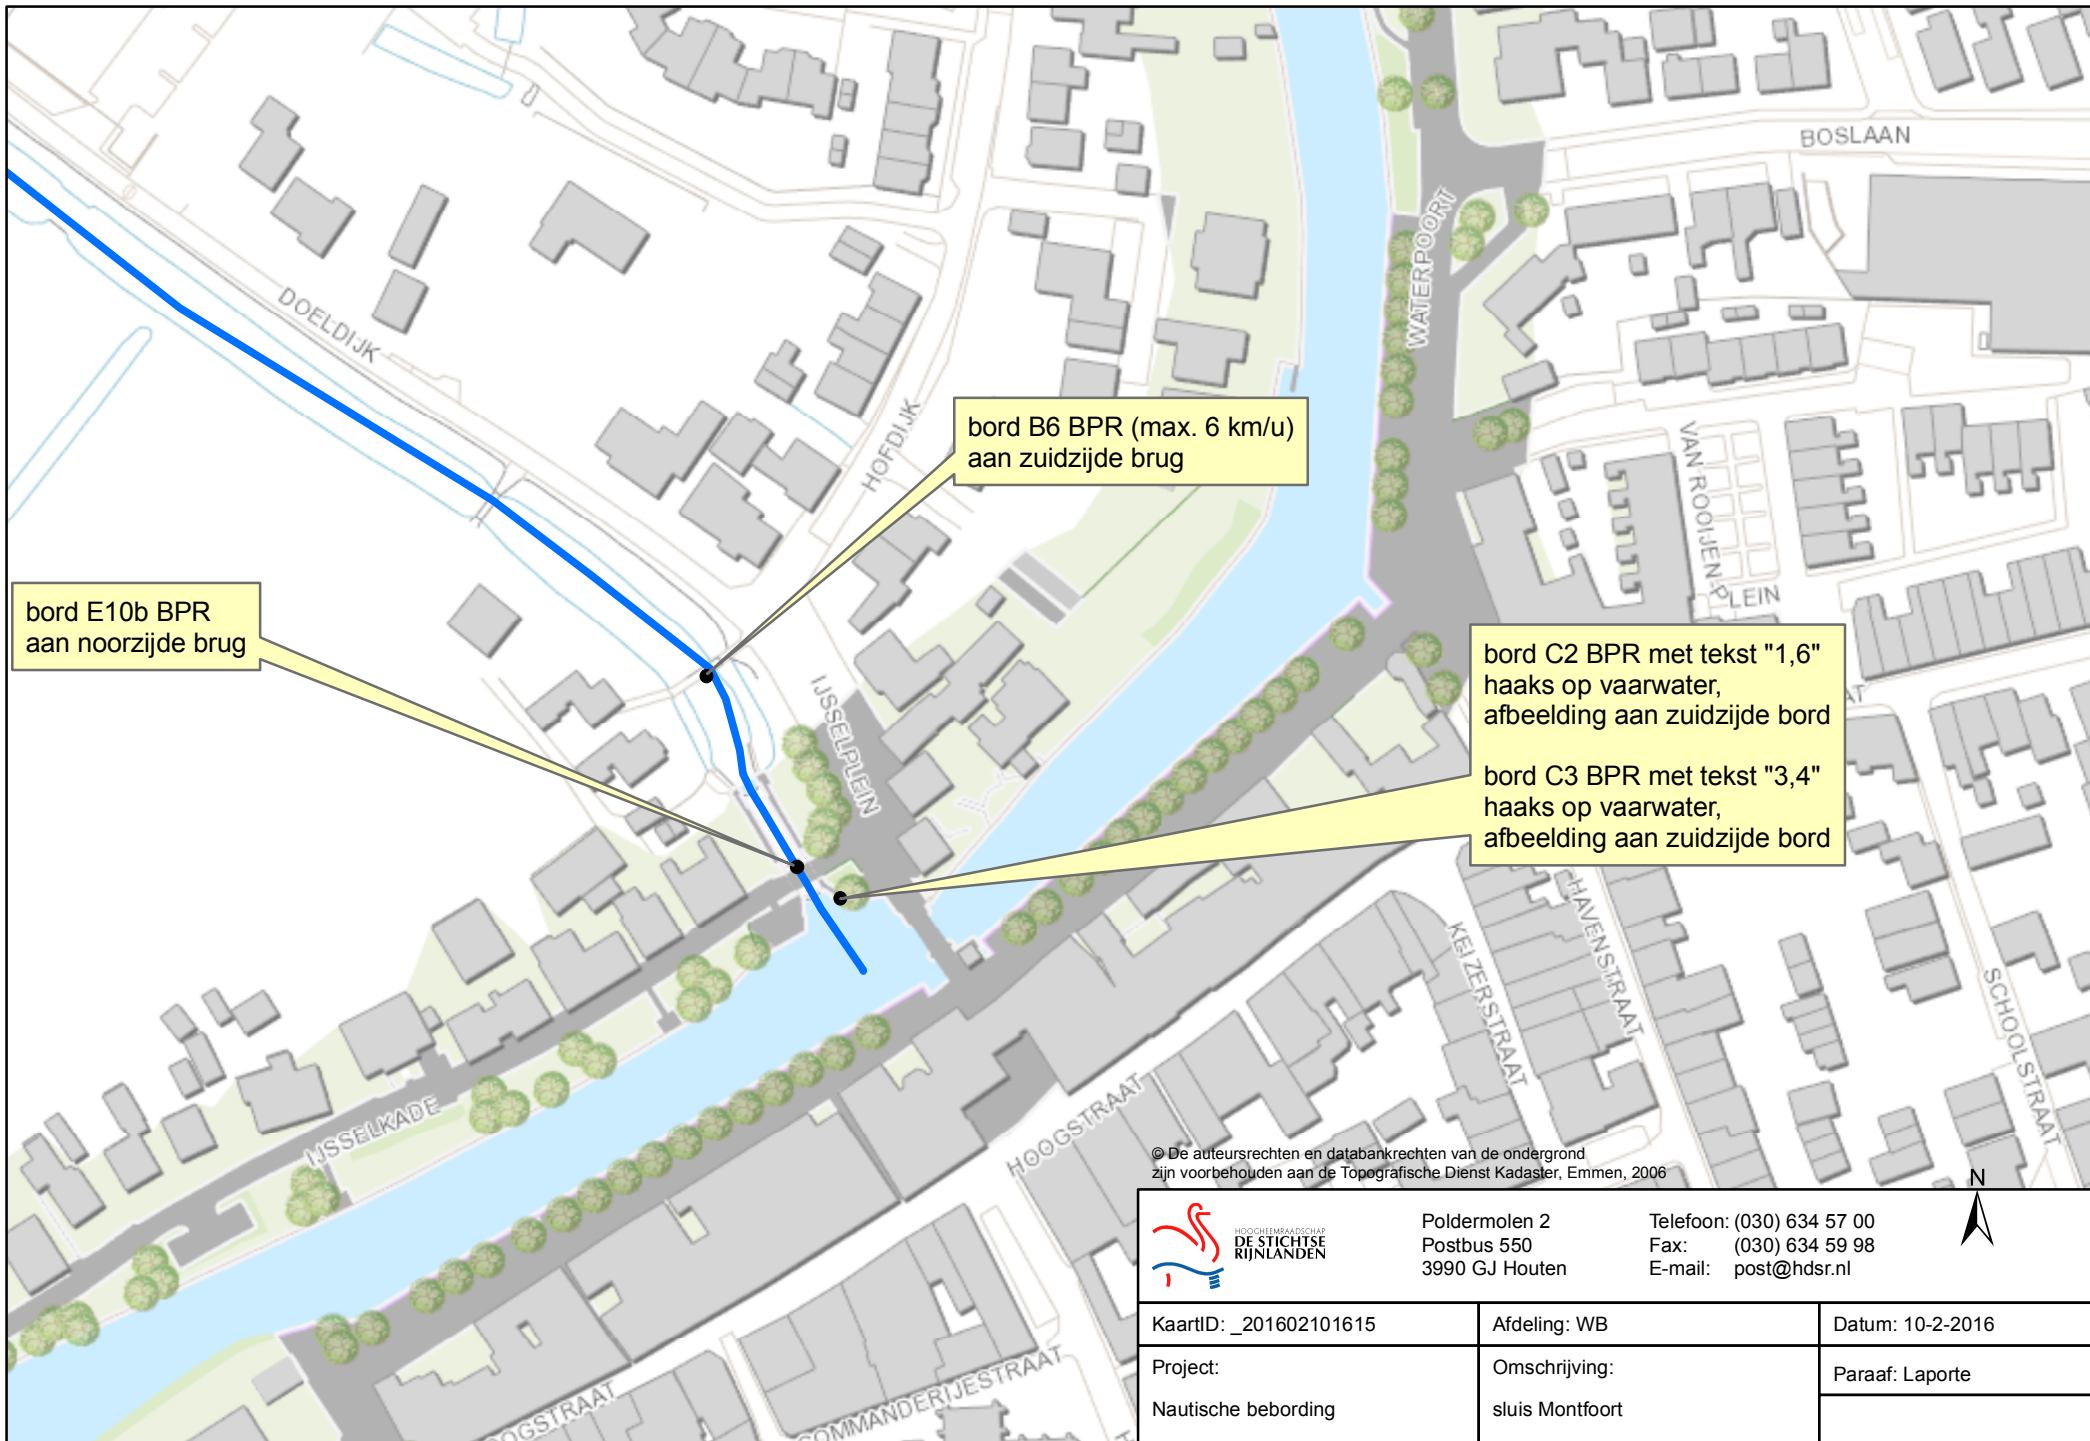 BOSLAAN
WATERPOORT
DOELDIJK
HOFDIJK
bord B6 BPR (max. 6 km/u)
aan zuidzijde brug
VAN ROOIJEN-
PLEIN
bord E10b BPR
aan noorzijde brug
IJSSELPLEIN
bord C2 BPR met tekst "1,6"
haaks op vaarwater,
afbeelding aan zuidzijde bord
bord C3 BPR met tekst "3,4"
haaks op vaarwater,
afbeelding aan zuidzijde bord
AT
KEIZERSTRAAT
HAVENSTRAAT
SCHOOLSTRAAT
IJSSELKADE
HOOGSTRAAT
OOGSTRAAT
COMMANDERIJESTRAAT
© De auteursrechten en databankrechten van de ondergrond
zijn voorbehouden aan de Topografische Dienst Kadaster, Emmen, 2006
N
HOOGHEEMRAADSCHAP
DE STICHTSE
RIJNLANDEN
Poldermolen 2
Postbus 550
3990 GJ Houten
Telefoon: (030) 634 57 00
Fax: (030) 634 59 98
E-mail: post@hdsr.nl
KaartID: _201602101615
Afdeling: WB
Datum: 10-2-2016
Project:
Nautische bebording
Omschrijving:
sluis Montfoort
Paraaf: Laporte